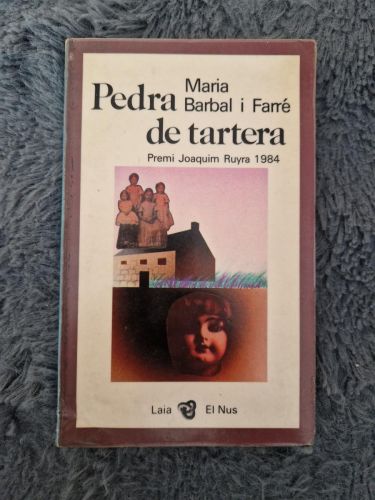 Maria
Pedra Barbal i Farré
de tartera
Premi Joaquim Ruyra 1984
Laia El Nus